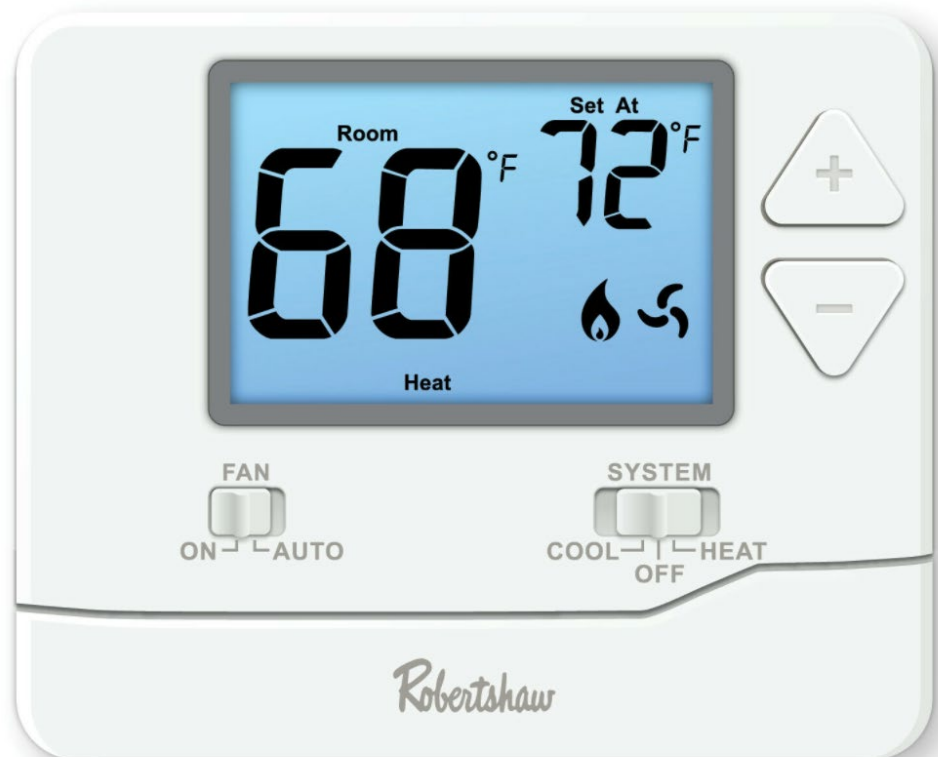 Set At
Room
68 °F
72 °F
Heat
FAN
SYSTEM
ON AUTO
COOL HEAT
OFF
Robertshaw